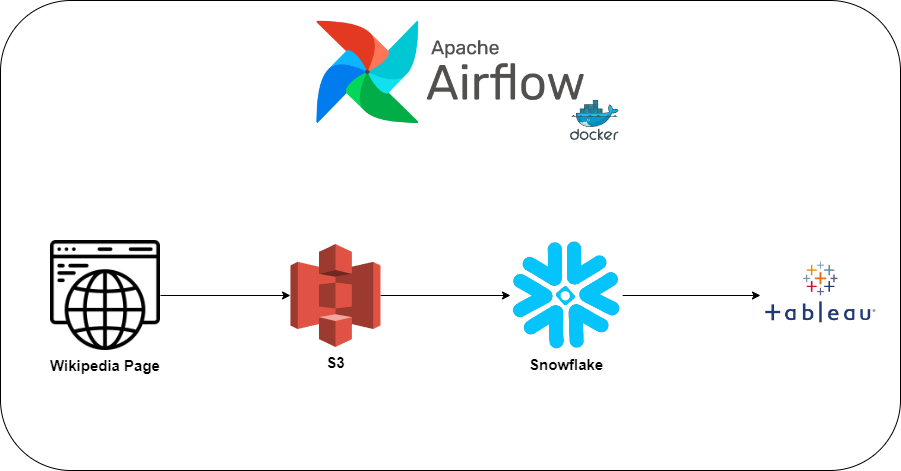 Apache
Airflow
docker
Wikipedia Page
S3
Snowflake
+ableau